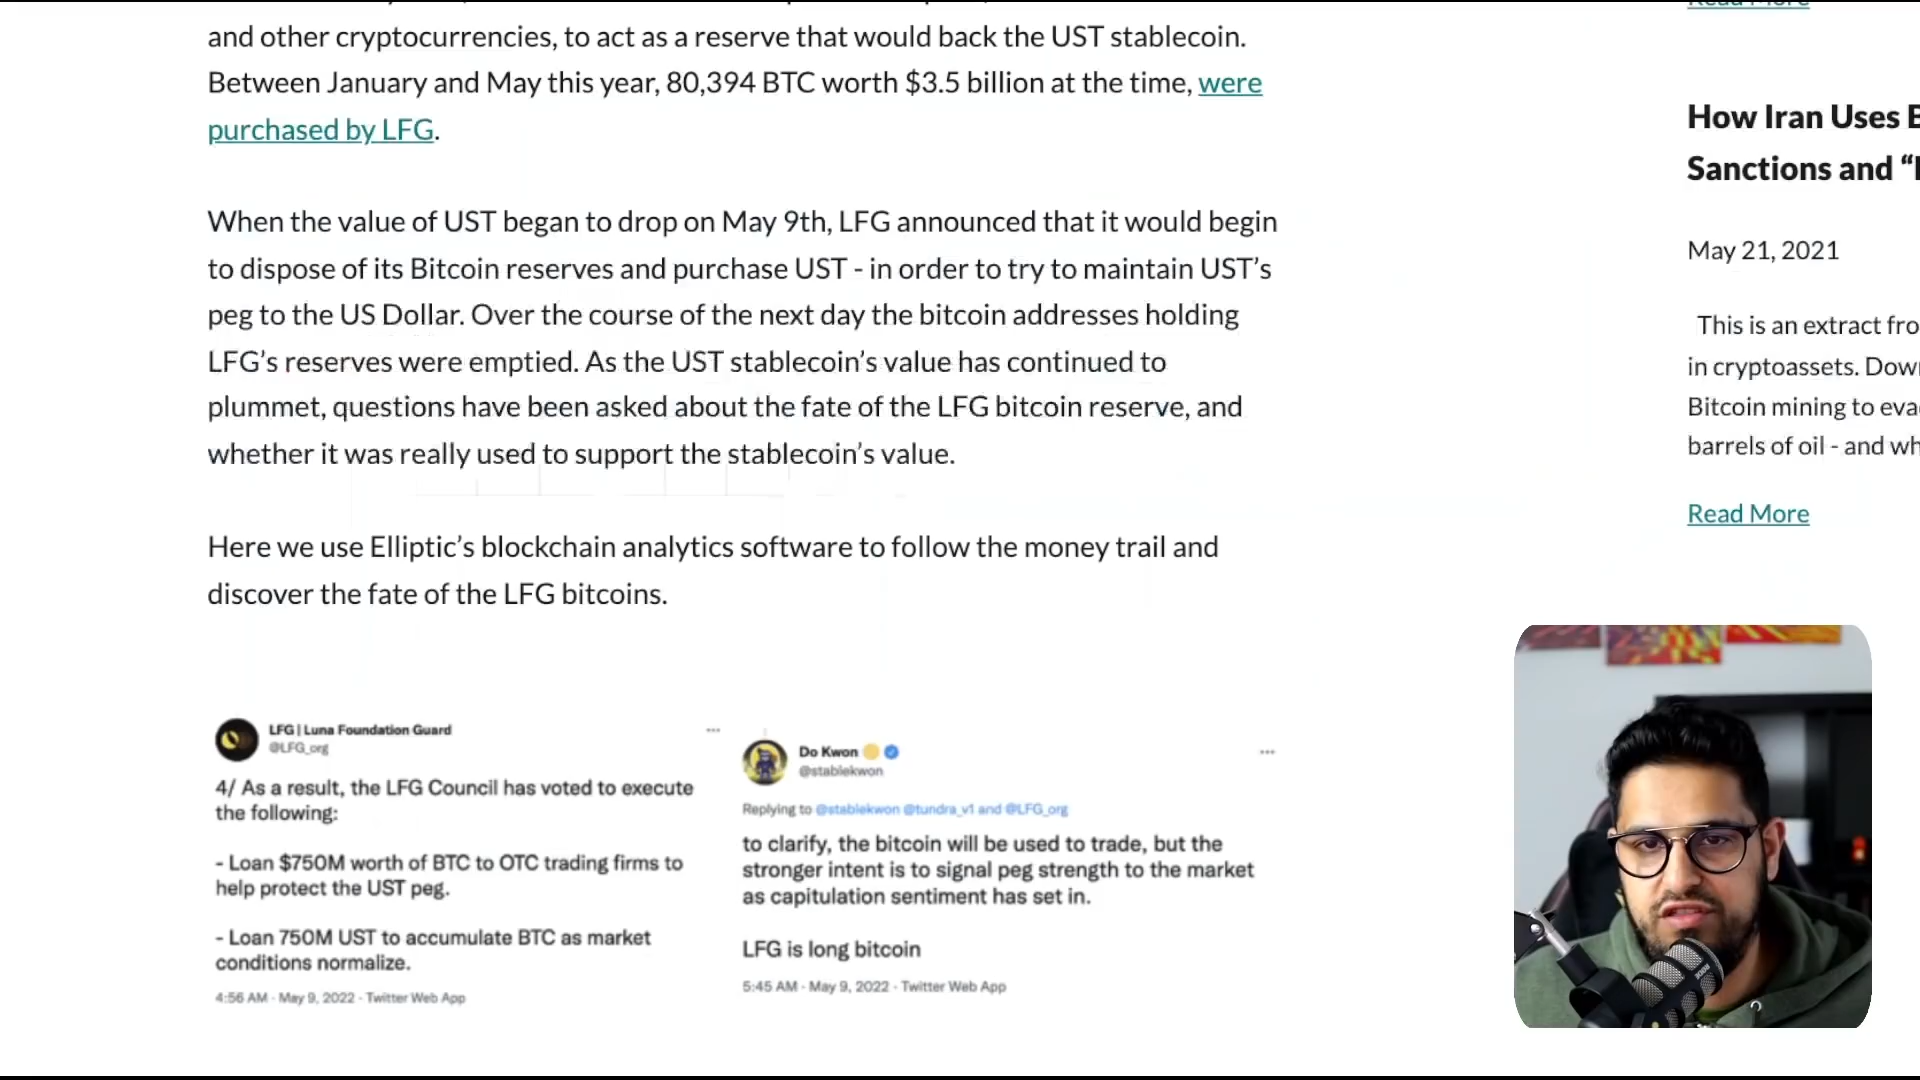 and other cryptocurrencies, to act as a reserve that would back the UST stablecoin.
Between January and May this year, 80,394 BTC worth $3.5 billion at the time, were
purchased by LFG.
When the value of UST began to drop on May 9th, LFG announced that it would begin
to dispose of its Bitcoin reserves and purchase UST - in order to try to maintain UST’s
peg to the US Dollar. Over the course of the next day the bitcoin addresses holding
LFG’s reserves were emptied. As the UST stablecoin’s value has continued to
plummet, questions have been asked about the fate of the LFG bitcoin reserve, and
whether it was really used to support the stablecoin’s value.
Here we use Elliptic’s blockchain analytics software to follow the money trail and
discover the fate of the LFG bitcoins.
LFG | Luna Foundation Guard
@LFG_org
4/ As a result, the LFG Council has voted to execute
the following:
- Loan $750M worth of BTC to OTC trading firms to
help protect the UST peg.
- Loan 750M UST to accumulate BTC as market
conditions normalize.
4:56 AM · May 9, 2022 · Twitter Web App
Do Kwon
@stablekwon
Replying to @stablekwon @tundra_v1 and @LFG_org
to clarify, the bitcoin will be used to trade, but the
stronger intent is to signal peg strength to the market
as capitulation sentiment has set in.
LFG is long bitcoin
5:45 AM · May 9, 2022 · Twitter Web App
Read More
How Iran Uses
Sanctions and
May 21, 2021
This is an extract
in cryptoassets.
Bitcoin mining to
barrels of oil - and
Read More